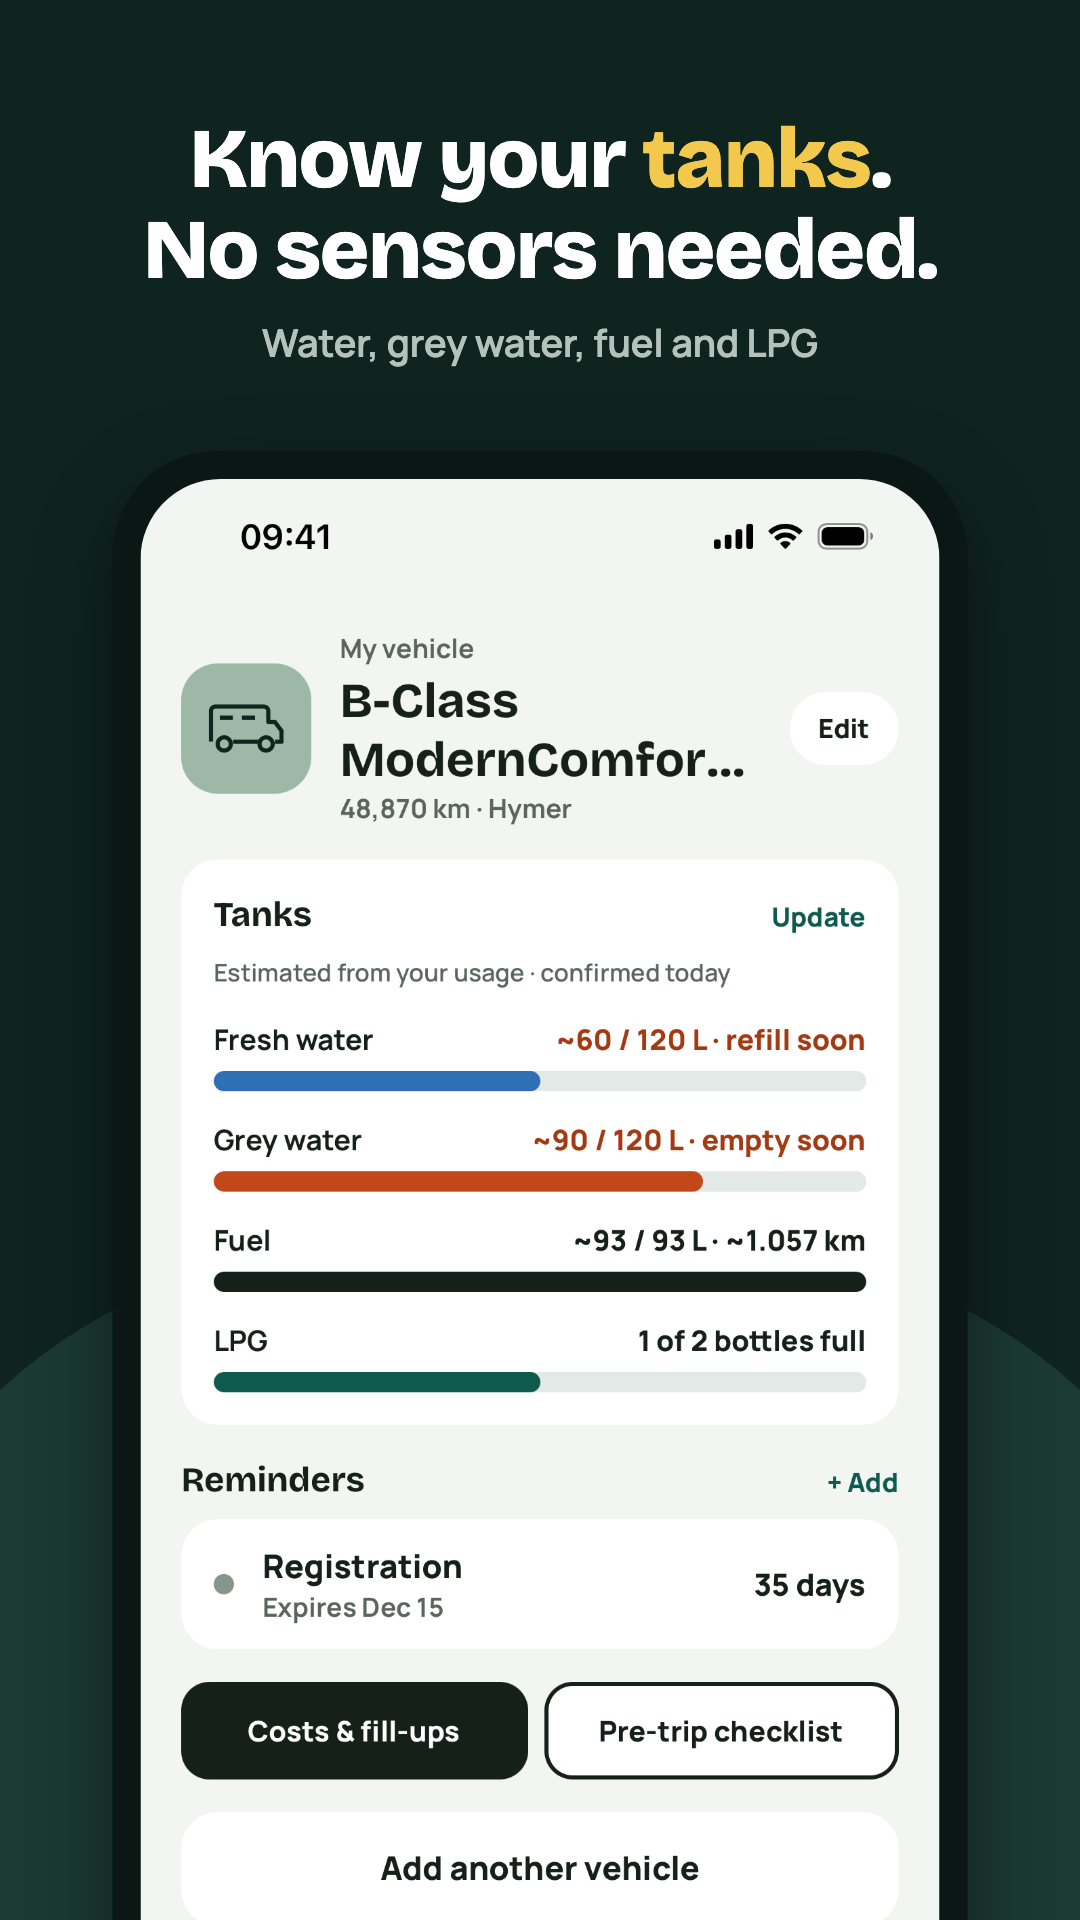 Know your tanks.
No sensors needed.
Water, grey water, fuel and LPG
09:41
My vehicle
B-Class
ModernComfor...
48,870 km · Hymer
Edit
Tanks
Update
Estimated from your usage · confirmed today
Fresh water
~60 / 120 L · refill soon
Grey water
~90 / 120 L · empty soon
Fuel
~93 / 93 L · ~1.057 km
LPG
1 of 2 bottles full
Reminders
+ Add
Registration
Expires Dec 15
35 days
Costs & fill-ups
Pre-trip checklist
Add another vehicle